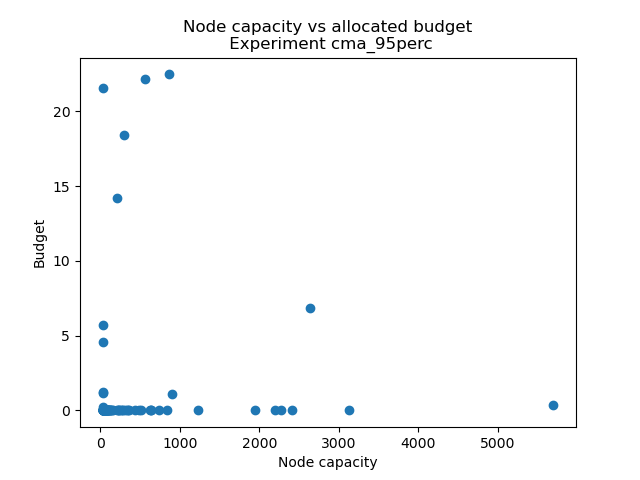 Node capacity vs allocated budget
Experiment cma_95perc
20
15
10
5
0
Budget
0 1000 2000 3000 4000 5000
Node capacity